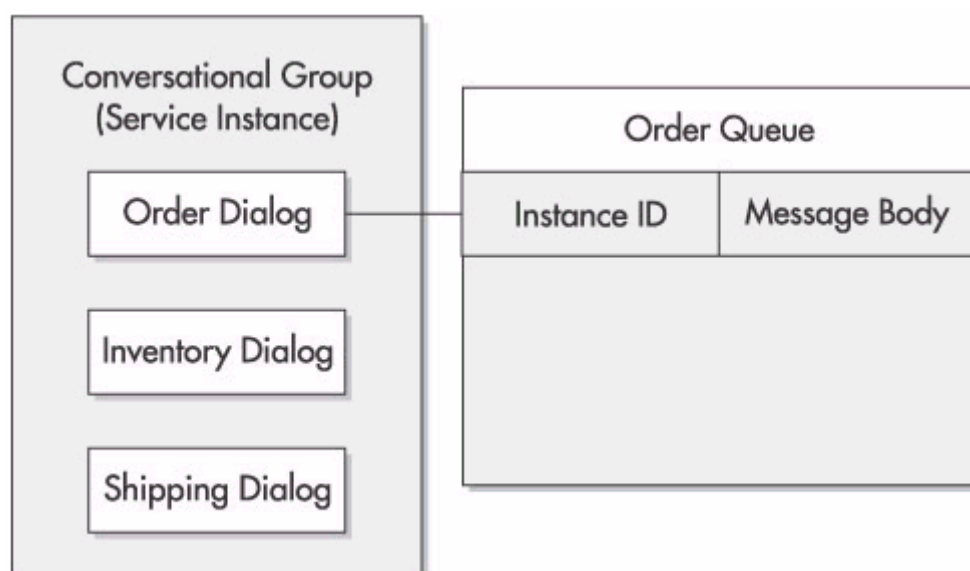 Conversational Group
(Service Instance)
Order Dialog
Inventory Dialog
Shipping Dialog
Order Queue
Instance ID
Message Body